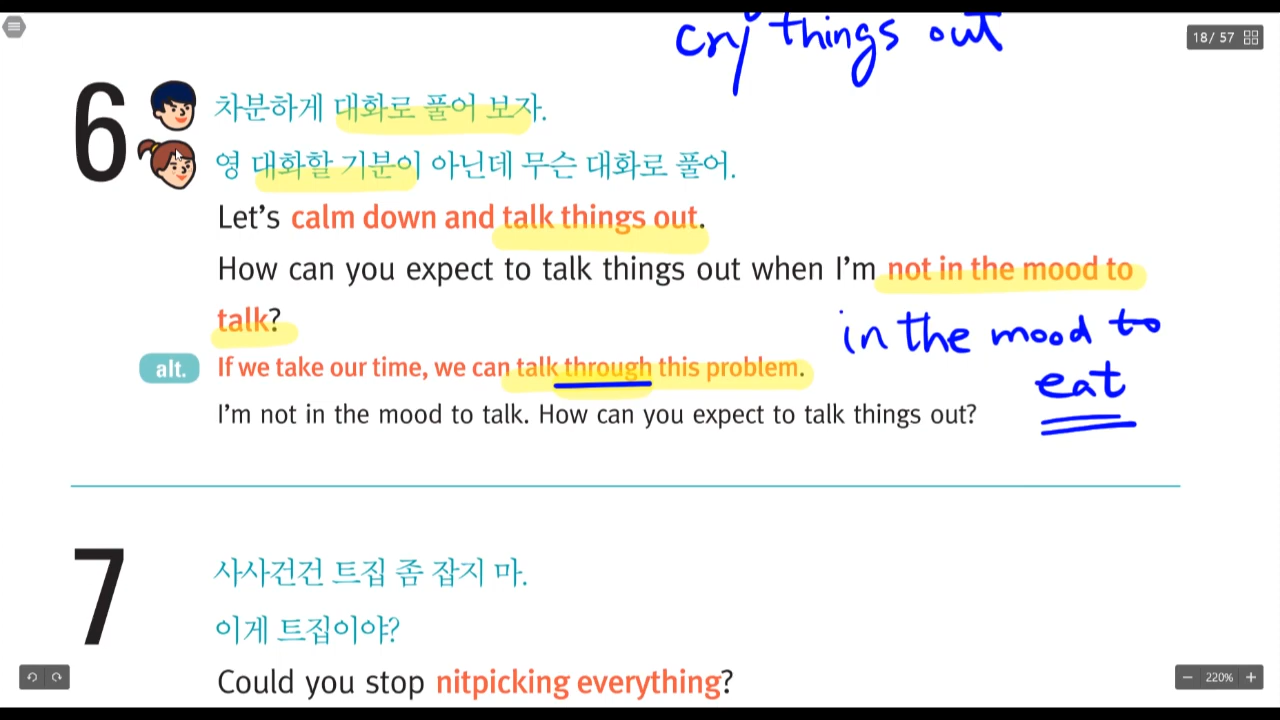 cry things out
18/ 57
6
차분하게 대화로 풀어 보자.
영 대화할 기분이 아닌데 무슨 대화로 풀어.
Let's calm down and talk things out.
How can you expect to talk things out when I'm not in the mood to
talk?
in the mood to
eat
alt. If we take our time, we can talk through this problem.
I'm not in the mood to talk. How can you expect to talk things out?
7
사사건건 트집 좀 잡지 마.
이게 트집이야?
Could you stop nitpicking everything?
220%